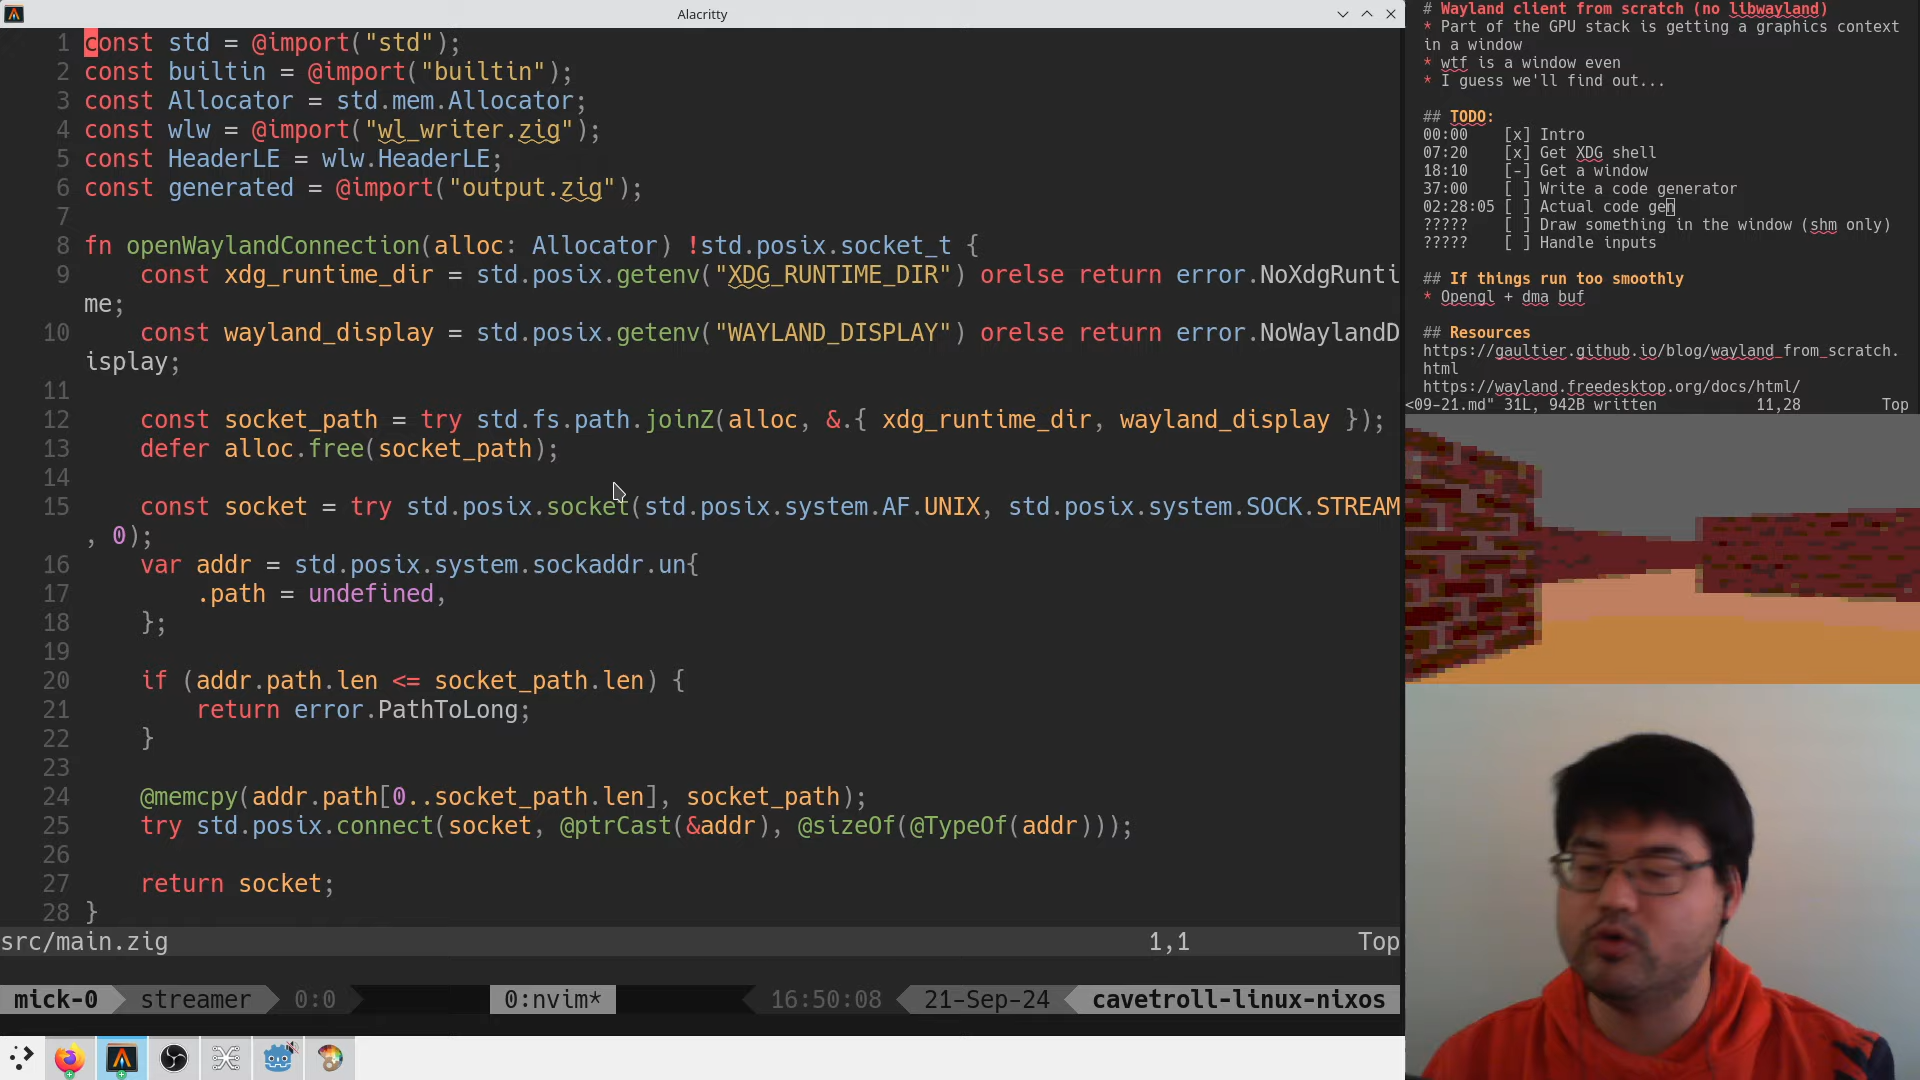 Alacritty
1 const std = @import("std");
2 const builtin = @import("builtin");
3 const Allocator = std.mem.Allocator;
4 const wlw = @import("wl_writer.zig");
5 const HeaderLE = wlw.HeaderLE;
6 const generated = @import("output.zig");
7
8 fn openWaylandConnection(alloc: Allocator) !std.posix.socket_t {
9 const xdg_runtime_dir = std.posix.getenv("XDG_RUNTIME_DIR") orelse return error.NoXdgRunti
me;
10 const wayland_display = std.posix.getenv("WAYLAND_DISPLAY") orelse return error.NoWaylandD
isplay;
11
12 const socket_path = try std.fs.path.joinZ(alloc, &.{ xdg_runtime_dir, wayland_display });
13 defer alloc.free(socket_path);
14
15 const socket = try std.posix.socket(std.posix.system.AF.UNIX, std.posix.system.SOCK.STREAM
, 0);
16 var addr = std.posix.system.sockaddr.un{
17 .path = undefined,
18 };
19
20 if (addr.path.len <= socket_path.len) {
21 return error.PathToLong;
22 }
23
24 @memcpy(addr.path[0..socket_path.len], socket_path);
25 try std.posix.connect(socket, @ptrCast(&addr), @sizeOf(@TypeOf(addr)));
26
27 return socket;
28 }
src/main.zig 1,1 Top
mick-0 streamer 0:0 0:nvim* 16:50:08 21-Sep-24 cavetroll-linux-nixos
# Wayland client from scratch (no libwayland)
* Part of the GPU stack is getting a graphics context
in a window
* wtf is a window even
* I guess we'll find out...
## TODO:
00:00 [x] Intro
07:20 [x] Get XDG shell
18:10 [-] Get a window
37:00 [ ] Write a code generator
02:28:05 [ ] Actual code gen
????? [ ] Draw something in the window (shm only)
????? [ ] Handle inputs
## If things run too smoothly
* Opengl + dma buf
## Resources
https://gaultier.github.io/blog/wayland_from_scratch.
html
https://wayland.freedesktop.org/docs/html/
<09-21.md" 31L, 942B written 11,28 Top